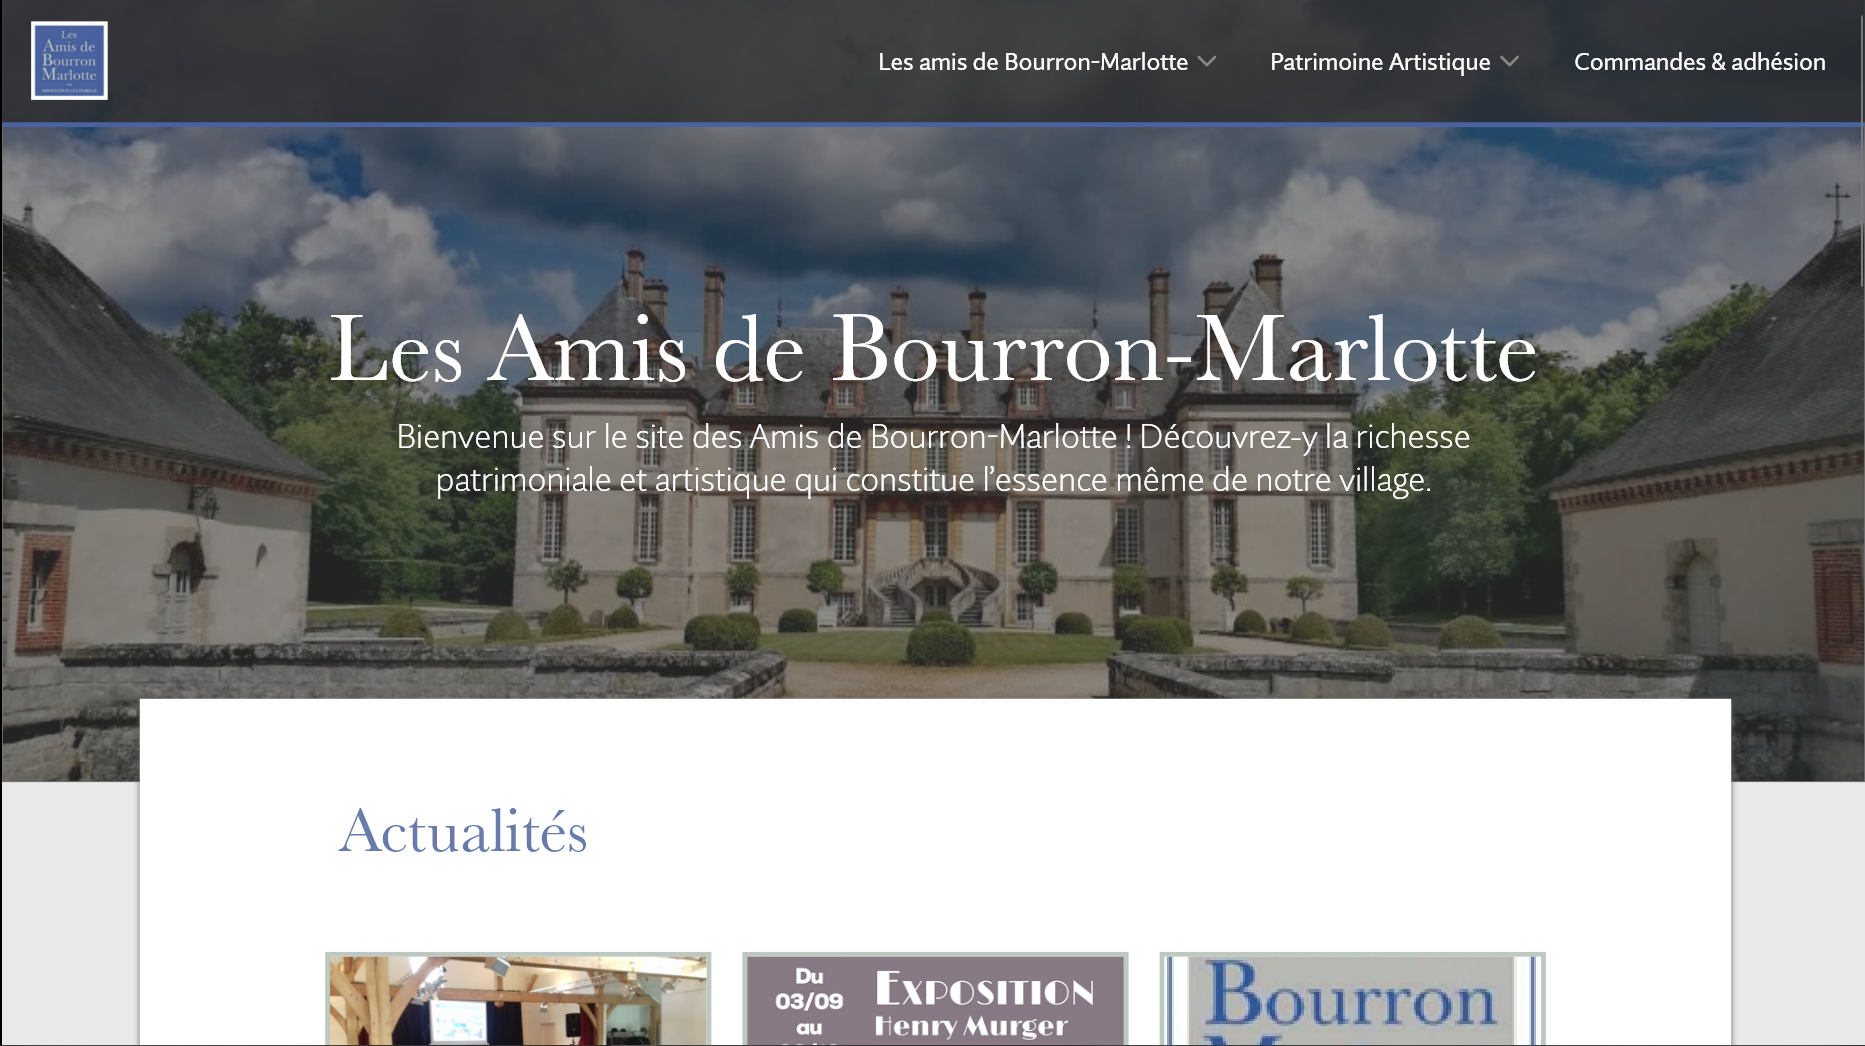 Les
Amis de
Bourron
Marlotte
ASSOCIATION CULTURELLE
Les amis de Bourron-Marlotte
Patrimoine Artistique
Commandes & adhésion
Les Amis de Bourron-Marlotte
Bienvenue sur le site des Amis de Bourron-Marlotte ! Découvrez-y la richesse
patrimoniale et artistique qui constitue l’essence même de notre village.
Actualités
Du
03/09
au
EXPOSITION
Henry Murger
Bourron